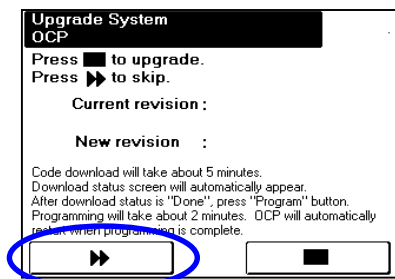 Upgrade System
OCP
Press ■ to upgrade.
Press ▶▶ to skip.
Current revision :
New revision :
Code download will take about 5 minutes.
Download status screen will automatically appear.
After download status is "Done", press "Program" button.
Programming will take about 2 minutes. OCP will automatically
restart when programming is complete.